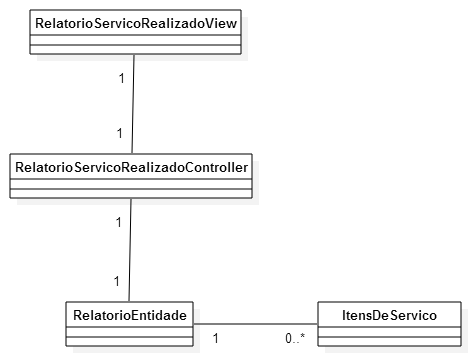 RelatorioServicoRealizadoView
1
1
RelatorioServicoRealizadoController
1
1
RelatorioEntidade
ItensDeServico
1
0..*